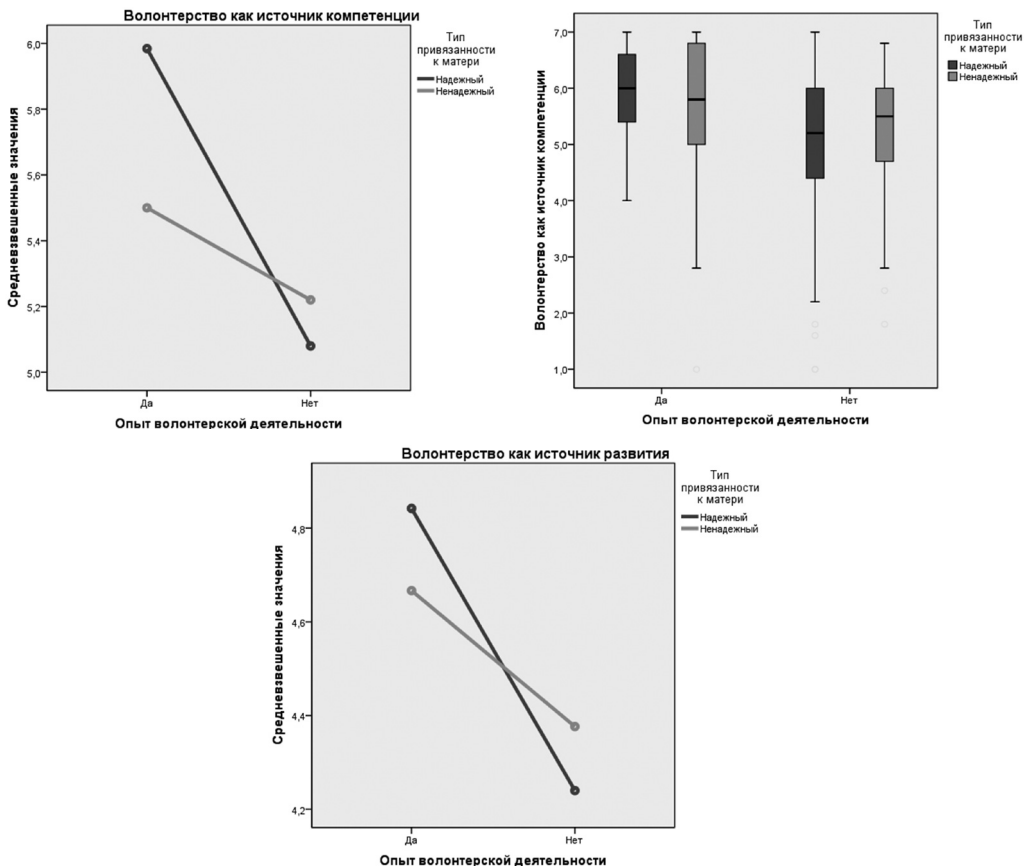 Волонтерство как источник компетенции
Тип
привязанности
к матери
Надежный
Ненадежный
Средневзвешенные значения
6,0
5,8
5,6
5,4
5,2
5,0
Да
Нет
Опыт волонтерской деятельности
Тип
привязанности
к матери
Надежный
Ненадежный
Волонтерство как источник компетенции
7,0
6,0
5,0
4,0
3,0
2,0
1,0
Да
Нет
Опыт волонтерской деятельности
Волонтерство как источник развития
Тип
привязанности
к матери
Надежный
Ненадежный
Средневзвешенные значения
4,8
4,6
4,4
4,2
Да
Нет
Опыт волонтерской деятельности